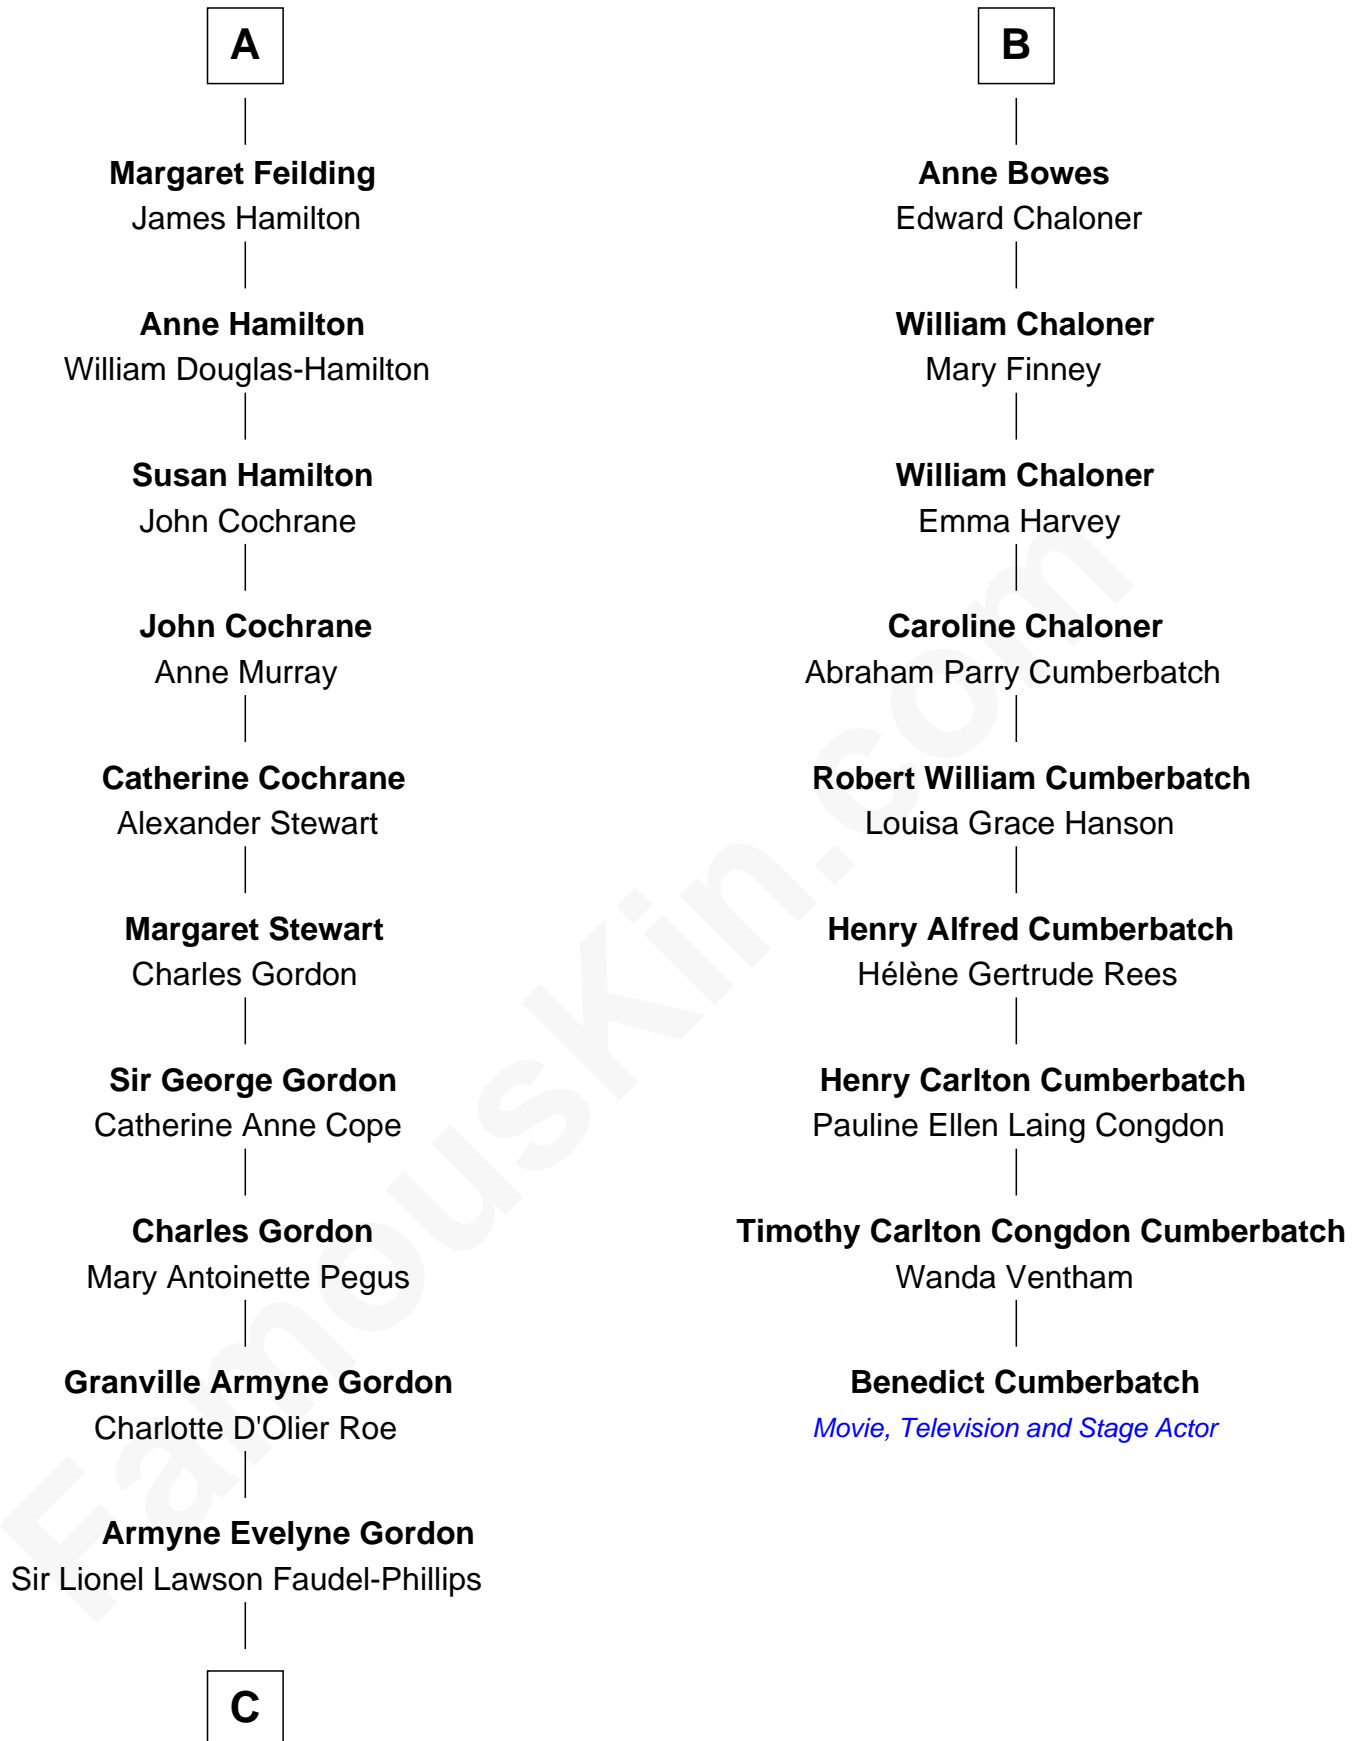 A
Margaret Feilding
James Hamilton
Anne Hamilton
William Douglas-Hamilton
Susan Hamilton
John Cochrane
John Cochrane
Anne Murray
Catherine Cochrane
Alexander Stewart
Margaret Stewart
Charles Gordon
Sir George Gordon
Catherine Anne Cope
Charles Gordon
Mary Antoinette Pegus
Granville Armyne Gordon
Charlotte D'Olier Roe
Armyne Evelyne Gordon
Sir Lionel Lawson Faudel-Phillips
C
B
Anne Bowes
Edward Chaloner
William Chaloner
Mary Finney
William Chaloner
Emma Harvey
Caroline Chaloner
Abraham Parry Cumberbatch
Robert William Cumberbatch
Louisa Grace Hanson
Henry Alfred Cumberbatch
Hélène Gertrude Rees
Henry Carlton Cumberbatch
Pauline Ellen Laing Congdon
Timothy Carlton Congdon Cumberbatch
Wanda Ventham
Benedict Cumberbatch
Movie, Television and Stage Actor
FamousKin.com